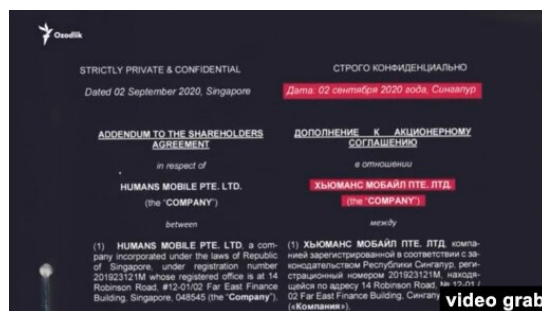 Ozodlik
STRICTLY PRIVATE & CONFIDENTIAL
Dated 02 September 2020, Singapore
ADDENDUM TO THE SHAREHOLDERS
AGREEMENT
in respect of
HUMANS MOBILE PTE. LTD.
(the "COMPANY")
between
(1) HUMANS MOBILE PTE. LTD. a com-
pany incorporated under the laws of Republic
of Singapore, under registration number
201923121M whose registered office is at 14
Robinson Road, #12-01/02 Far East Finance
Building, Singapore, 048545 (the "Company"),
СТРОГО КОНФИДЕНЦИАЛЬНО
Дата: 02 сентября 2020 года, Сингапур
ДОПОЛНЕНИЕ К АКЦИОНЕРНОМУ
СОГЛАШЕНИЮ
в отношении
ХЬЮМАНС МОБАЙЛ ПТЕ. ЛТД.
(the "COMPANY")
между
(1) ХЬЮМАНС МОБАЙЛ ПТЕ. ЛТД, компа-
нией зарегистрированной в соответствии с за-
конодательством Республики Сингапур, реги-
страционный номером 201923121M, находя-
щейся по адресу 14 Robinson Road, № 12-01 /
02 Far East Finance Building,
(«Компания»),
video grab